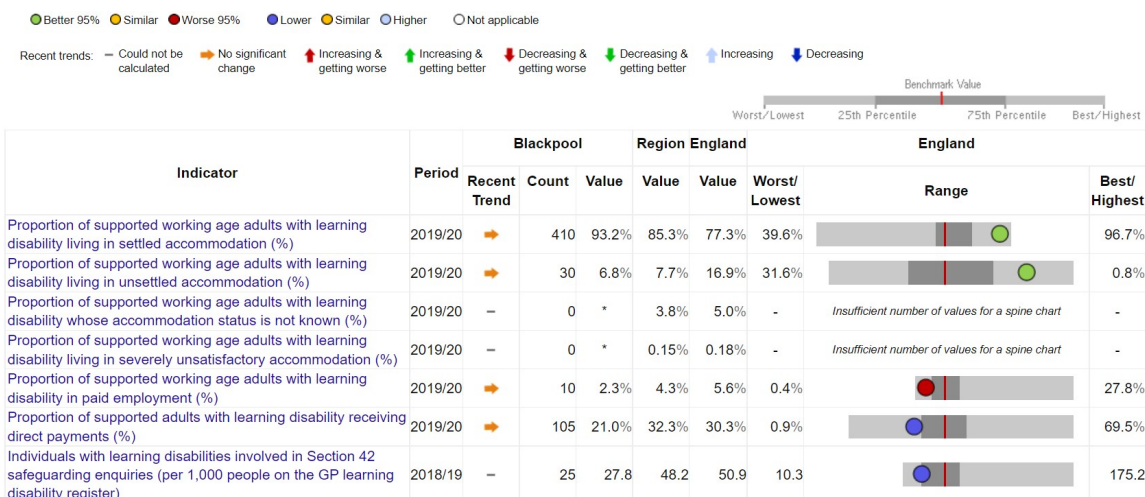 Better 95% Similar Worse 95% Lower Similar Higher Not applicable
Recent trends: – Could not be calculated No significant change Increasing & getting worse Increasing & getting better Decreasing & getting worse Decreasing & getting better Increasing Decreasing
Benchmark Value
Worst/Lowest 25th Percentile 75th Percentile Best/Highest
Indicator Period Blackpool Region England England
Recent Trend Count Value Value Value Worst/ Lowest Range Best/ Highest
Proportion of supported working age adults with learning
disability living in settled accommodation (%) 2019/20 410 93.2% 85.3% 77.3% 39.6% 96.7%
Proportion of supported working age adults with learning
disability living in unsettled accommodation (%) 2019/20 30 6.8% 7.7% 16.9% 31.6% 0.8%
Proportion of supported working age adults with learning
disability whose accommodation status is not known (%) 2019/20 – 0 * 3.8% 5.0% - Insufficient number of values for a spine chart -
Proportion of supported working age adults with learning
disability living in severely unsatisfactory accommodation (%) 2019/20 – 0 * 0.15% 0.18% - Insufficient number of values for a spine chart -
Proportion of supported working age adults with learning
disability in paid employment (%) 2019/20 10 2.3% 4.3% 5.6% 0.4% 27.8%
Proportion of supported adults with learning disability receiving
direct payments (%) 2019/20 105 21.0% 32.3% 30.3% 0.9% 69.5%
Individuals with learning disabilities involved in Section 42
safeguarding enquiries (per 1,000 people on the GP learning 2018/19 – 25 27.8 48.2 50.9 10.3 175.2
disability register)